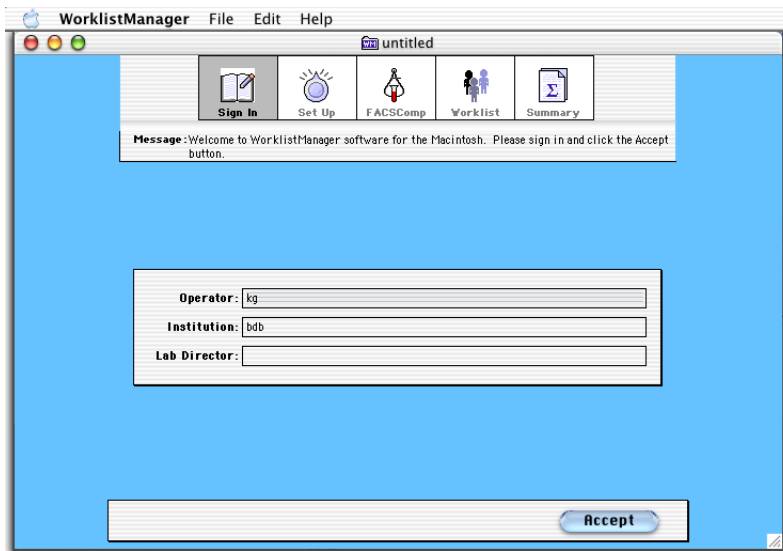 WorklistManager File Edit Help
untitled
Sign In Set Up FACSComp Worklist Summary
Message: Welcome to WorklistManager software for the Macintosh. Please sign in and click the Accept
button.
Operator: kg
Institution: bdb
Lab Director:
Accept